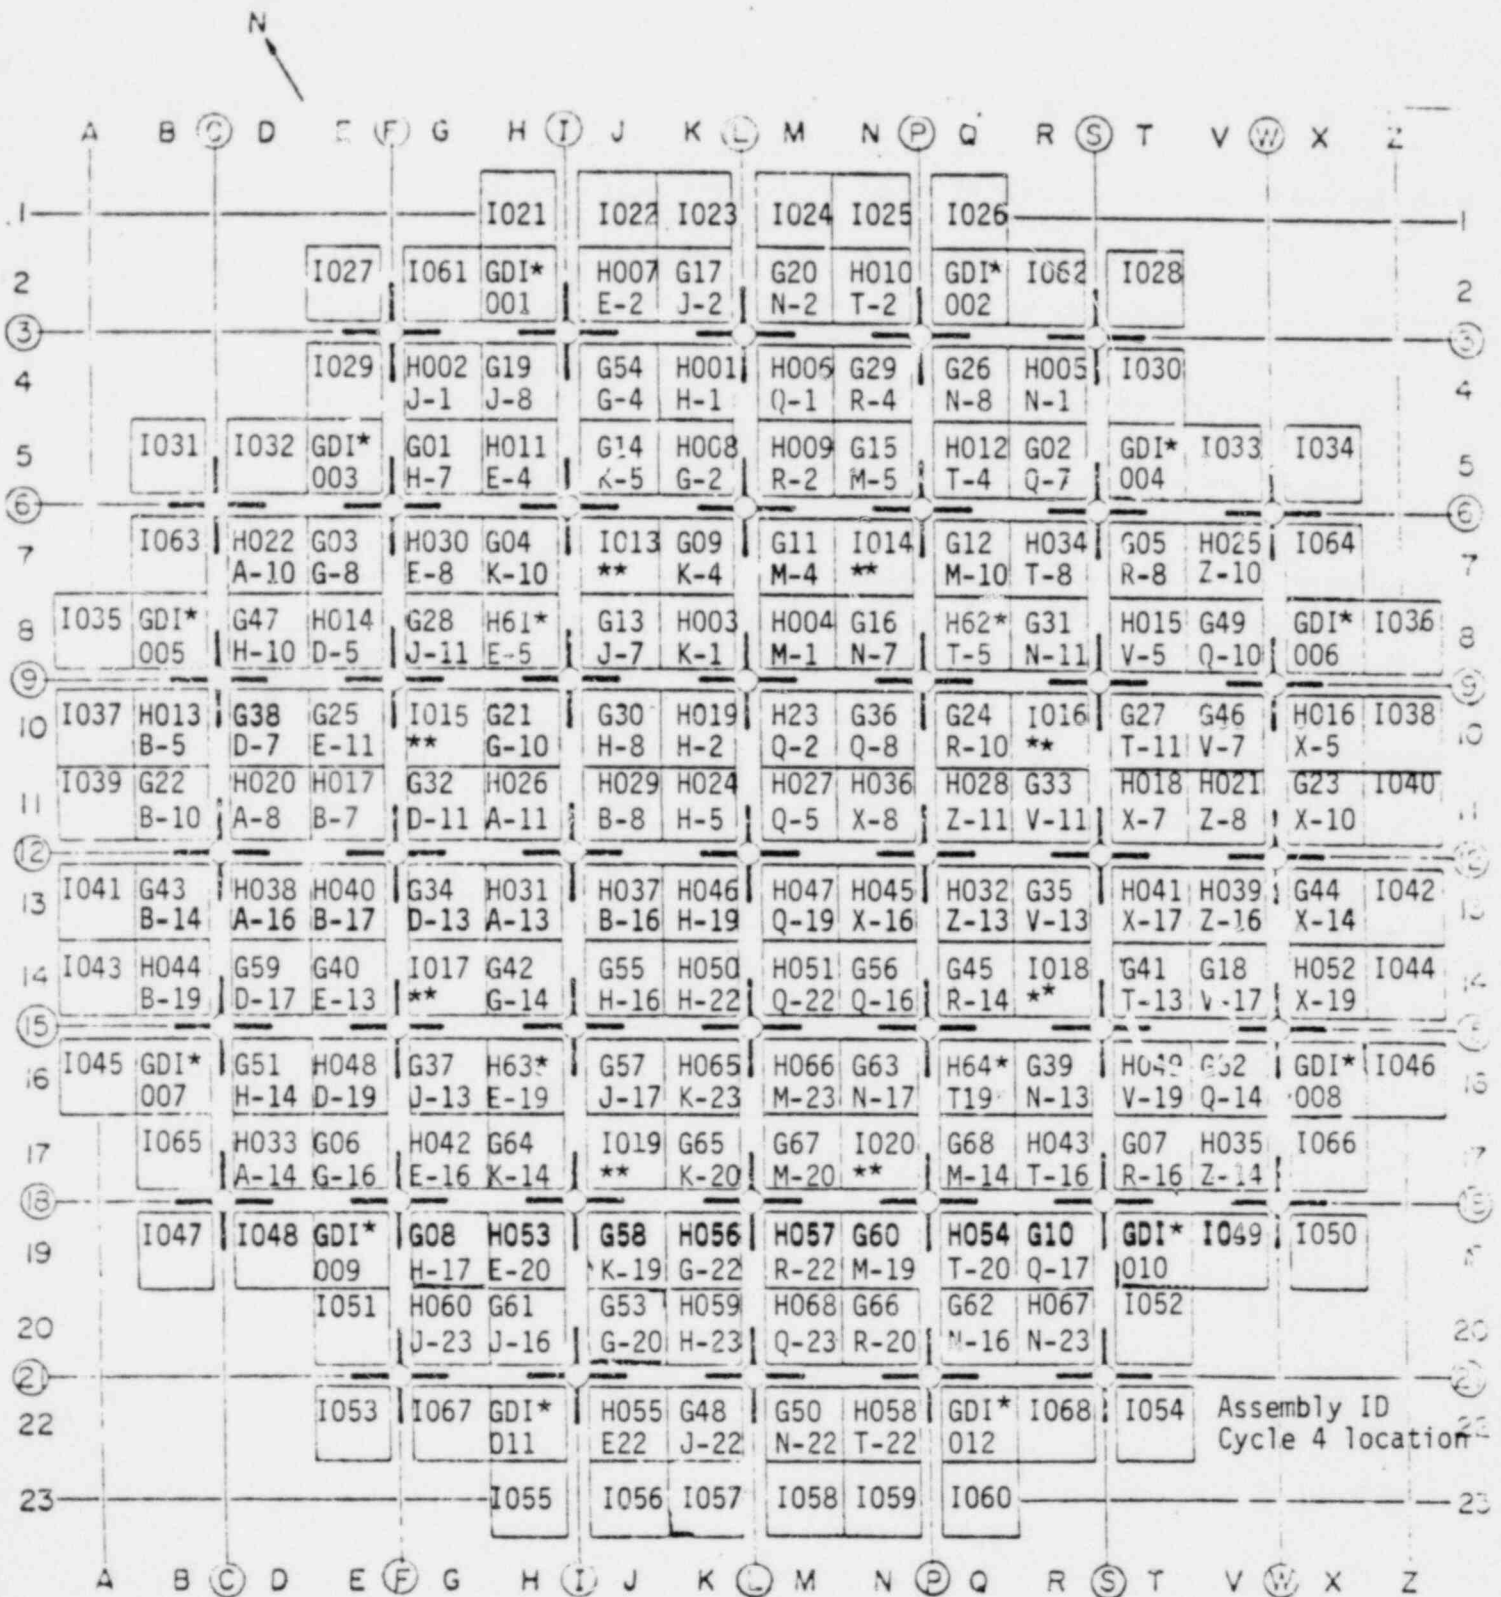 N
A B C D E F G H I J K L M N P Q R S T V W X Z
1 I021 I022 I023 I024 I025 I026 1
I027 I061 GDI* H007 G17 G20 H010 GDI* I062 I028
2 001 E-2 J-2 N-2 T-2 002 2
3 3
I029 H002 G19 G54 H001 H006 G29 G26 H005 I030
4 J-1 J-8 G-4 H-1 Q-1 R-4 N-8 N-1 4
I031 I032 GDI* G01 H011 G14 H008 H009 G15 H012 G02 GDI* I033 I034
5 003 H-7 E-4 K-5 G-2 R-2 M-5 T-4 Q-7 004 5
6 6
I063 H022 G03 H030 G04 I013 G09 G11 I014 G12 H034 G05 H025 I064
7 A-10 G-8 E-8 K-10 ** K-4 M-4 ** M-10 T-8 R-8 Z-10 7
I035 GDI* G47 H014 G28 H61* G13 H003 H004 G16 H62* G31 H015 G49 GDI* I036
8 005 H-10 D-5 J-11 E-5 J-7 K-1 M-1 N-7 T-5 N-11 V-5 Q-10 006 8
9 9
I037 H013 G38 G25 I015 G21 G30 H019 H23 G36 G24 I016 G27 G46 H016 I038
10 B-5 D-7 E-11 ** G-10 H-8 H-2 Q-2 Q-8 R-10 ** T-11 V-7 X-5 10
I039 G22 H020 H017 G32 H026 H029 H024 H027 H036 H028 G33 H018 H021 G23 I040
11 B-10 A-8 B-7 D-11 A-11 B-8 H-5 Q-5 X-8 Z-11 V-11 X-7 Z-8 X-10 11
12 12
I041 G43 H038 H040 G34 H031 H037 H046 H047 H045 H032 G35 H041 H039 G44 I042
13 B-14 A-16 B-17 D-13 A-13 B-16 H-19 Q-19 X-16 Z-13 V-13 X-17 Z-16 X-14 13
I043 H044 G59 G40 I017 G42 G55 H050 H051 G56 G45 I018 G41 G18 H052 I044
14 B-19 D-17 E-13 ** G-14 H-16 H-22 Q-22 Q-16 R-14 ** T-13 V-17 X-19 14
15
I045 GDI* G51 H048 G37 H63* G57 H065 H066 G63 H64* G39 H049 GDI* I046
16 007 H-14 D-19 J-13 E-19 J-17 K-23 M-23 N-17 T19 N-13 V-19 Q-14 008 16
I065 H033 G06 H042 G64 I019 G65 G67 I020 G68 H043 G07 H035 I066
17 A-14 G-16 E-16 K-14 ** K-20 M-20 ** M-14 T-16 R-16 Z-14 17
18
I047 I048 GDI* G08 H053 G58 H056 H057 G60 H054 G10 GDI* I049 I050
19 009 H-17 E-20 K-19 G-22 R-22 M-19 T-20 Q-17 010
I051 H060 G61 G53 H059 H068 G66 G62 H067 I052
20 J-23 J-16 G-20 H-23 Q-23 R-20 N-16 N-23 20
21
I053 I067 GDI* H055 G48 G50 H058 GDI* I068 I054 Assembly ID
22 011 E22 J-22 N-22 T-22 012 Cycle 4 location 22
23 I055 I056 I057 I058 I059 I060 23
A B C D E F G H I J K L M N P Q R S T V W X Z